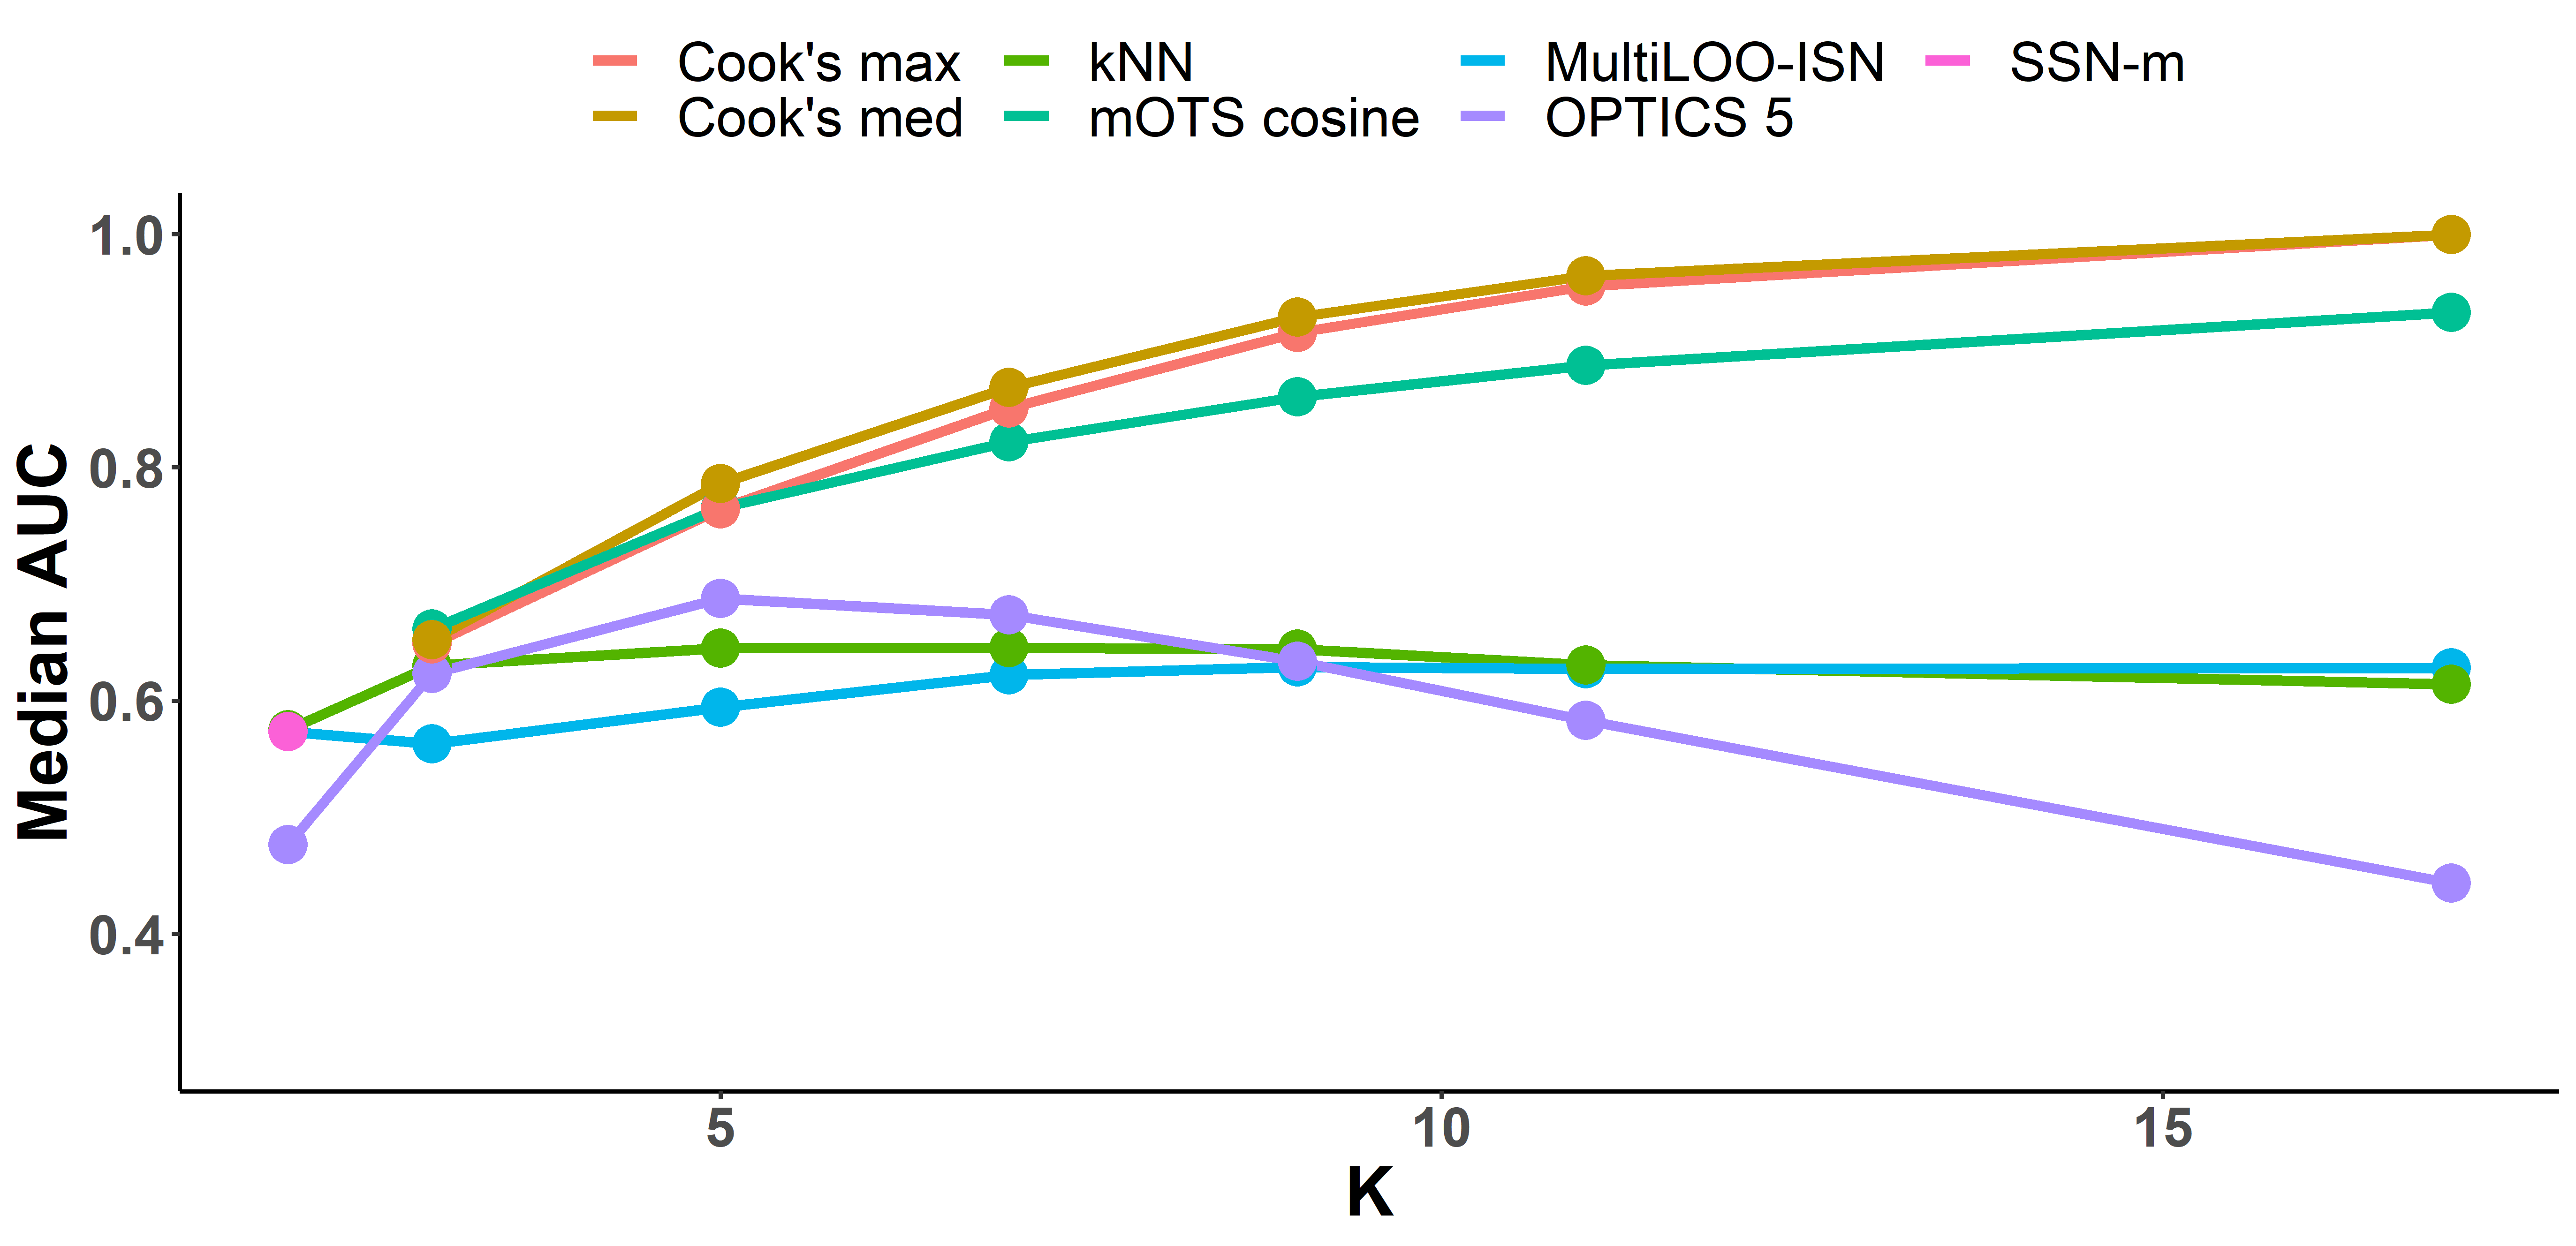 Cook's max kNN MultiLOO-ISN SSN-m
Cook's med mOTS cosine OPTICS 5
1.0
0.8
0.6
0.4
Median AUC
5 10 15
K